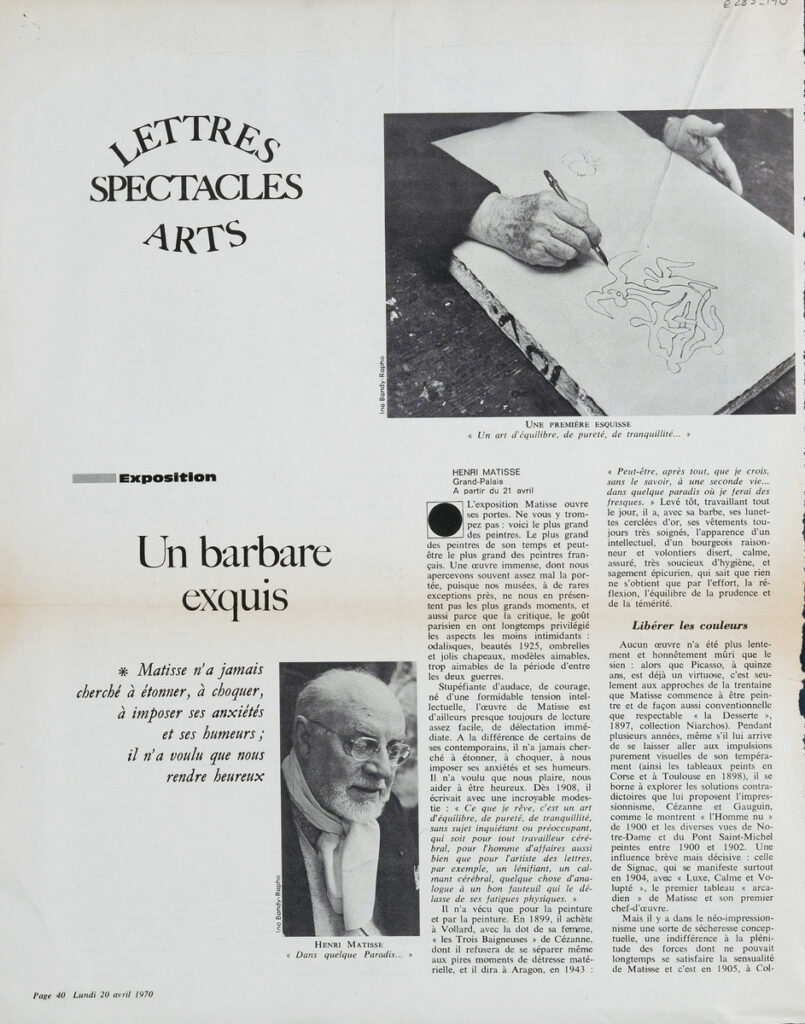 6283-190
LETTRES
SPECTACLES
ARTS
Ina Bandy-Rapho
UNE PREMIÈRE ESQUISSE
« Un art d'équilibre, de pureté, de tranquillité... »
Exposition
Un barbare
exquis
* Matisse n'a jamais
cherché à étonner, à choquer,
à imposer ses anxiétés
et ses humeurs ;
il n'a voulu que nous
rendre heureux
Ina Bandy-Rapho
HENRI MATISSE
« Dans quelque Paradis... »
HENRI MATISSE
Grand-Palais
A partir du 21 avril
L'exposition Matisse ouvre
ses portes. Ne vous y trom-
pez pas : voici le plus grand
des peintres. Le plus grand
des peintres de son temps et peut-
être le plus grand des peintres fran-
çais. Une œuvre immense, dont nous
apercevons souvent assez mal la por-
tée, puisque nos musées, à de rares
exceptions près, ne nous en présen-
tent pas les plus grands moments, et
aussi parce que la critique, le goût
parisien en ont longtemps privilégié
les aspects les moins intimidants :
odalisques, beautés 1925, ombrelles
et jolis chapeaux, modèles aimables,
trop aimables de la période d'entre
les deux guerres.
Stupéfiante d'audace, de courage,
né d'un formidable tension intel-
lectuelle, l'œuvre de Matisse est
d'ailleurs presque toujours de lecture
assez facile, de délectation immé-
diate. A la différence de certains de
ses contemporains, il n'a jamais cher-
ché à étonner, à choquer, à nous
imposer ses anxiétés et ses humeurs.
Il n'a voulu que nous plaire, nous
aider à être heureux. Dès 1908, il
écrivait avec une incroyable modes-
tie : « Ce que je rêve, c'est un art
d'équilibre, de pureté, de tranquillité,
sans sujet inquiétant ou préoccupant,
qui soit pour tout travailleur céré-
bral, pour l'homme d'affaires aussi
bien que pour l'artiste des lettres,
par exemple, un lénifiant, un cal-
mant cérébral, quelque chose d'ana-
logue à un bon fauteuil qui le dé-
lasse de ses fatigues physiques. »
Il n'a vécu que pour la peinture
et par la peinture. En 1899, il achète
à Vollard, avec la dot de sa femme,
« les Trois Baigneuses » de Cézanne,
dont il refusera de se séparer même
aux pires moments de détresse maté-
rielle, et il dira à Aragon, en 1943 :
« Peut-être, après tout, que je crois,
sans le savoir, à une seconde vie...
dans quelque paradis où je ferai des
fresques. » Levé tôt, travaillant tout
le jour, il a, avec sa barbe, ses lunet-
tes cerclées d'or, ses vêtements tou-
jours très soignés, l'apparence d'un
intellectuel, d'un bourgeois raison-
neur et volontiers disert, calme,
assuré, très soucieux d'hygiène, et
sagement épicurien, qui sait que rien
ne s'obtient que par l'effort, la ré-
flexion, l'équilibre de la prudence et
de la témérité.
Libérer les couleurs
Aucun œuvre n'a été plus lente-
ment et honnêtement mûri que le
sien : alors que Picasso, à quinze
ans, est déjà un virtuose, c'est seu-
lement aux approches de la trentaine
que Matisse commence à être pein-
tre et de façon aussi conventionnelle
que respectable « la Desserte »,
1897, collection Niarchos). Pendant
plusieurs années, même s'il lui arrive
de se laisser aller aux impulsions
purement visuelles de son tempéra-
ment (ainsi les tableaux peints en
Corse et à Toulouse en 1898), il se
borne à explorer les solutions contra-
dictoires que lui proposent l'impres-
sionnisme, Cézanne et Gauguin,
comme le montrent « l'Homme nu »
de 1900 et les diverses vues de No-
tre-Dame et du Pont Saint-Michel
peintes entre 1900 et 1902. Une
influence brève mais décisive : celle
de Signac, qui se manifeste surtout
en 1904, avec « Luxe, Calme et Vo-
lupté », le premier tableau « arca-
dien » de Matisse et son premier
chef-d'œuvre.
Mais il y a dans le néo-impression-
nisme une sorte de sécheresse concep-
tuelle, une indifférence à la pléni-
tude des forces dont ne pouvait
longtemps se satisfaire la sensualité
de Matisse et c'est en 1905, à Col-
Page 40 Lundi 20 avril 1970